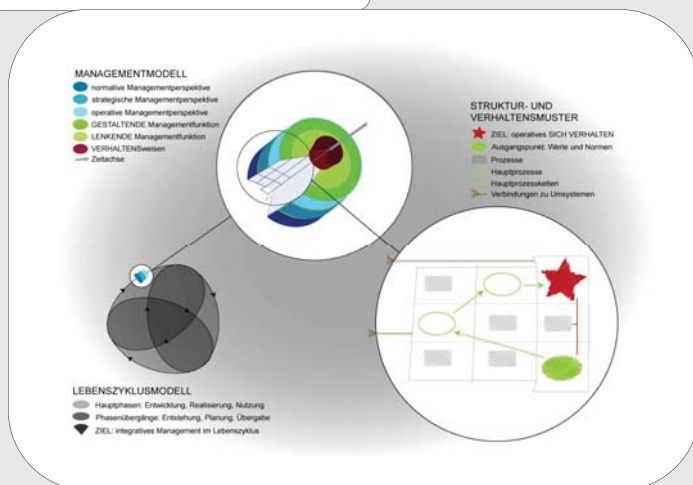 MANAGEMENTMODELL
normative Managementperspektive
strategische Managementperspektive
operative Managementperspektive
GESTALTENDE Managementfunktion
LENKENDE Managementfunktion
VERHALTENSweisen
Zeitachse
STRUKTUR- UND
VERHALTENSMUSTER
ZIEL: operatives SICH VERHALTEN
Ausgangspunkt: Werte und Normen
Prozesse
Hauptprozesse
Hauptprozessketten
Verbindungen zu Umsystemen
LEBENSZYKLUSMODELL
Hauptphasen: Entwicklung, Realisierung, Nutzung
Phasenübergänge: Entstehung, Planung, Übergabe
ZIEL: integratives Management im Lebenszyklus